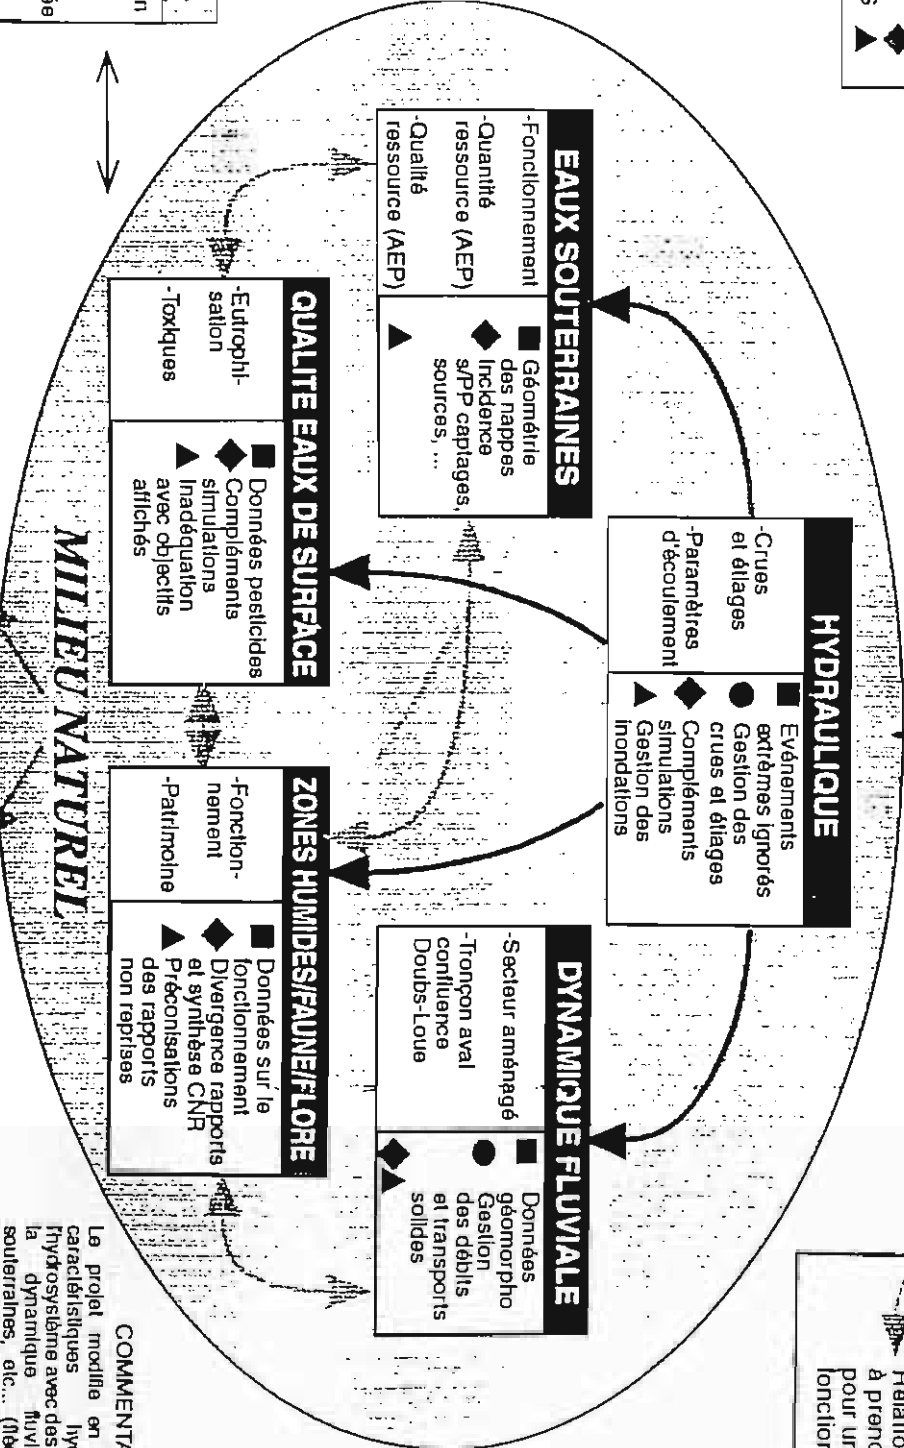 HYDRAULIQUE
-Crues
et étiages
-Paramètres
d'écoulement
Evénements
extrêmes ignorés
Gestion des
crues et étiages
Compléments
simulations
Gestion des
inondations
EAUX SOUTERRAINES
-Fonctionnement
-Quantité
ressource (AEP)
-Qualité
ressource (AEP)
Géométrie
des nappes
Incidence
s/PP captages,
sources, ...
DYNAMIQUE FLUVIALE
-Secteur aménagé
-Tronçon aval
confluence
Doubs-Loue
Données
géomorpho
Gestion
des débits
et transports
solides
QUALITE EAUX DE SURFACE
-Eutrophi-
sation
-Toxiques
Données pesticides
Compléments
simulations
Inadéquation
avec objectifs
affichés
ZONES HUMIDES/FAUNE/FLORE
-Fonction-
nement
-Patrimoine
Données sur le
fonctionnement
Divergence rapports
et synthèse CNR
Préconisations
des rapports
non reprises
MILIEU NATUREL
à prend
pour un
fonction
COMMENTA
Le projet modifie en
caractéristiques hy
l'hydrosystème avec des
la dynamique fluvi
souterraines, etc...